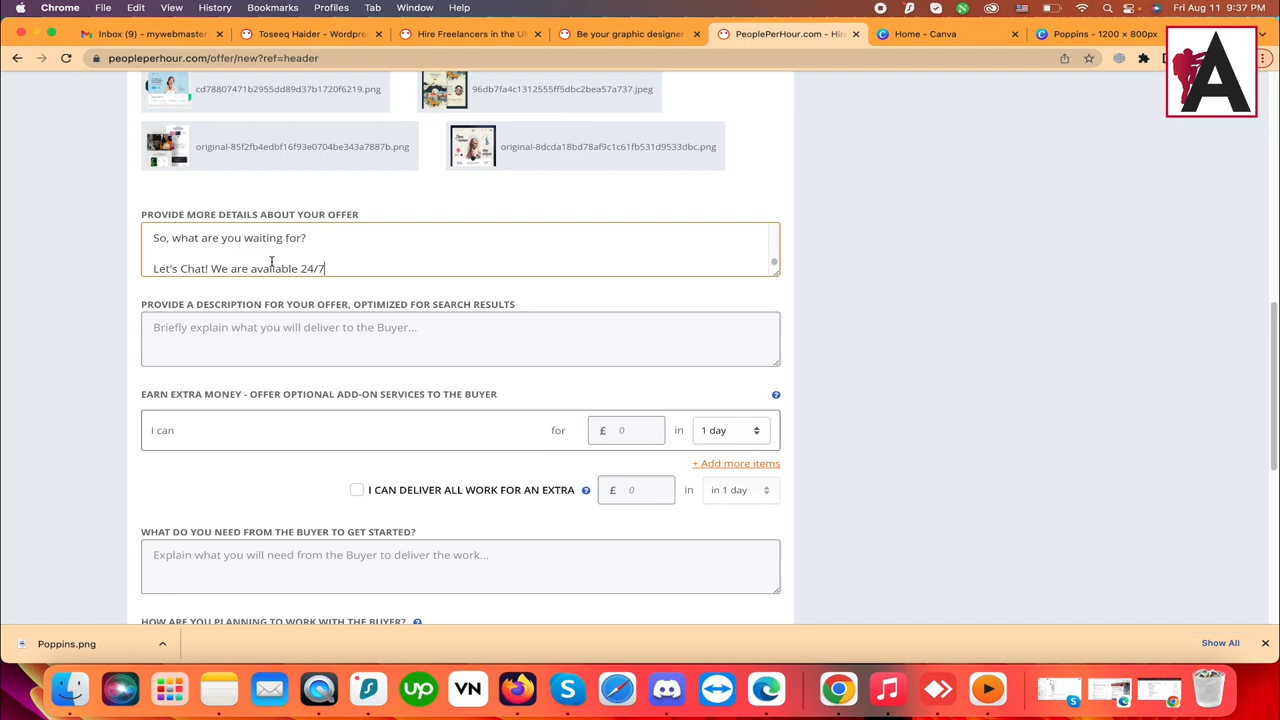 Chrome File Edit View History Bookmarks Profiles Tab Window Help Fri Aug 11 9:37 PM
Inbox (9) - mywebmaster Toseeq Haider - Wordpre Hire Freelancers in the UK Be your graphic designer PeoplePerHour.com - Hir Home - Canva Poppins - 1200 × 800px
peopleperhour.com/offer/new?ref=header
A
cd78807471b2955dd89d37b1720f6219.png 96db7fa4c1312555ff5dbc2bea57a737.jpeg
original-85f2fb4edbf16f93e0704be343a7887b.png original-8dcda18bd78af9c1c61fb531d9533dbc.png
PROVIDE MORE DETAILS ABOUT YOUR OFFER
So, what are you waiting for?
Let's Chat! We are available 24/7
PROVIDE A DESCRIPTION FOR YOUR OFFER, OPTIMIZED FOR SEARCH RESULTS
Briefly explain what you will deliver to the Buyer...
EARN EXTRA MONEY - OFFER OPTIONAL ADD-ON SERVICES TO THE BUYER
I can for £ 0 in 1 day
+ Add more items
I CAN DELIVER ALL WORK FOR AN EXTRA £ 0 in in 1 day
WHAT DO YOU NEED FROM THE BUYER TO GET STARTED?
Explain what you will need from the Buyer to deliver the work...
HOW ARE YOU PLANNING TO WORK WITH THE BUYER?
Poppins.png Show All
up VN